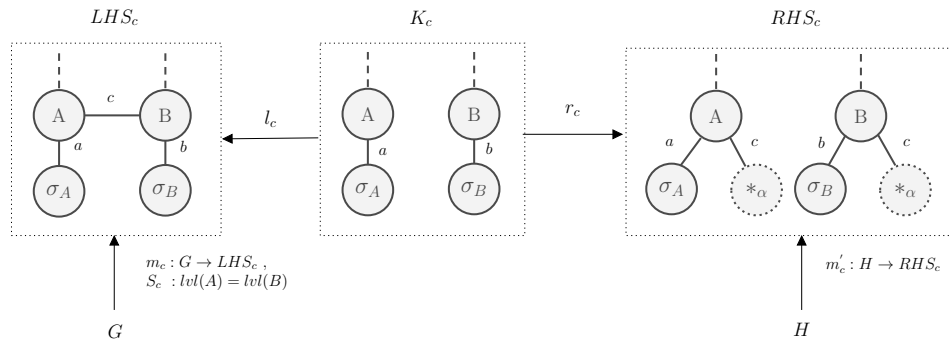 LHS_c
K_c
RHS_c
A c B
a b
σ_A σ_B
l_c
A B
a b
σ_A σ_B
r_c
A B
a c b c
σ_A *_α σ_B *_α
m_c : G → LHS_c ,
S_c : lvl(A) = lvl(B)
m'_c : H → RHS_c
G
H